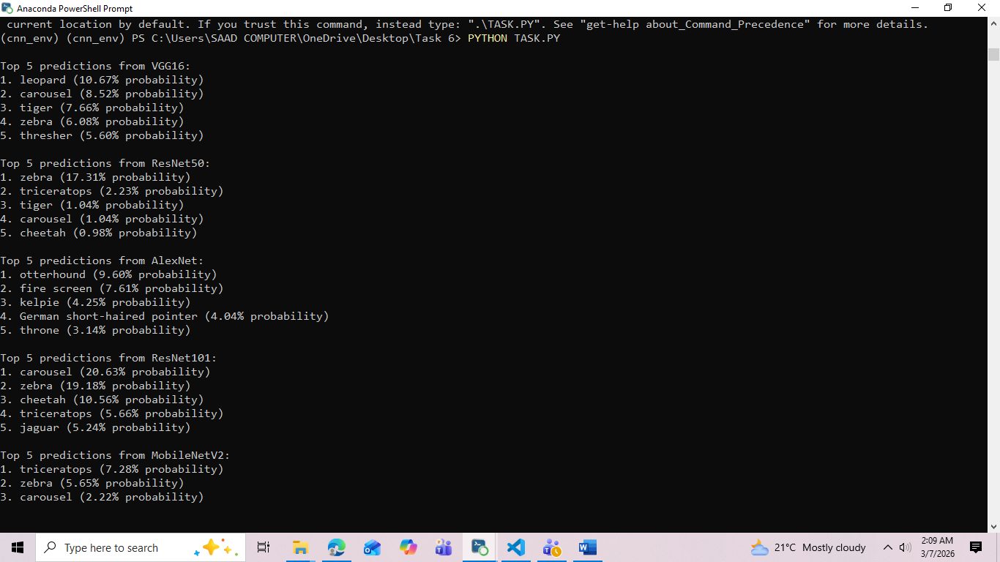 Anaconda PowerShell Prompt
current location by default. If you trust this command, instead type: ".\TASK.PY". See "get-help about_Command_Precedence" for more details.
(cnn_env) (cnn_env) PS C:\Users\SAAD COMPUTER\OneDrive\Desktop\Task 6> PYTHON TASK.PY
Top 5 predictions from VGG16:
1. leopard (10.67% probability)
2. carousel (8.52% probability)
3. tiger (7.66% probability)
4. zebra (6.08% probability)
5. thresher (5.60% probability)
Top 5 predictions from ResNet50:
1. zebra (17.31% probability)
2. triceratops (2.23% probability)
3. tiger (1.04% probability)
4. carousel (1.04% probability)
5. cheetah (0.98% probability)
Top 5 predictions from AlexNet:
1. otterhound (9.60% probability)
2. fire screen (7.61% probability)
3. kelpie (4.25% probability)
4. German short-haired pointer (4.04% probability)
5. throne (3.14% probability)
Top 5 predictions from ResNet101:
1. carousel (20.63% probability)
2. zebra (19.18% probability)
3. cheetah (10.56% probability)
4. triceratops (5.66% probability)
5. jaguar (5.24% probability)
Top 5 predictions from MobileNetV2:
1. triceratops (7.28% probability)
2. zebra (5.65% probability)
3. carousel (2.22% probability)
Type here to search
21°C Mostly cloudy
2:09 AM
3/7/2026